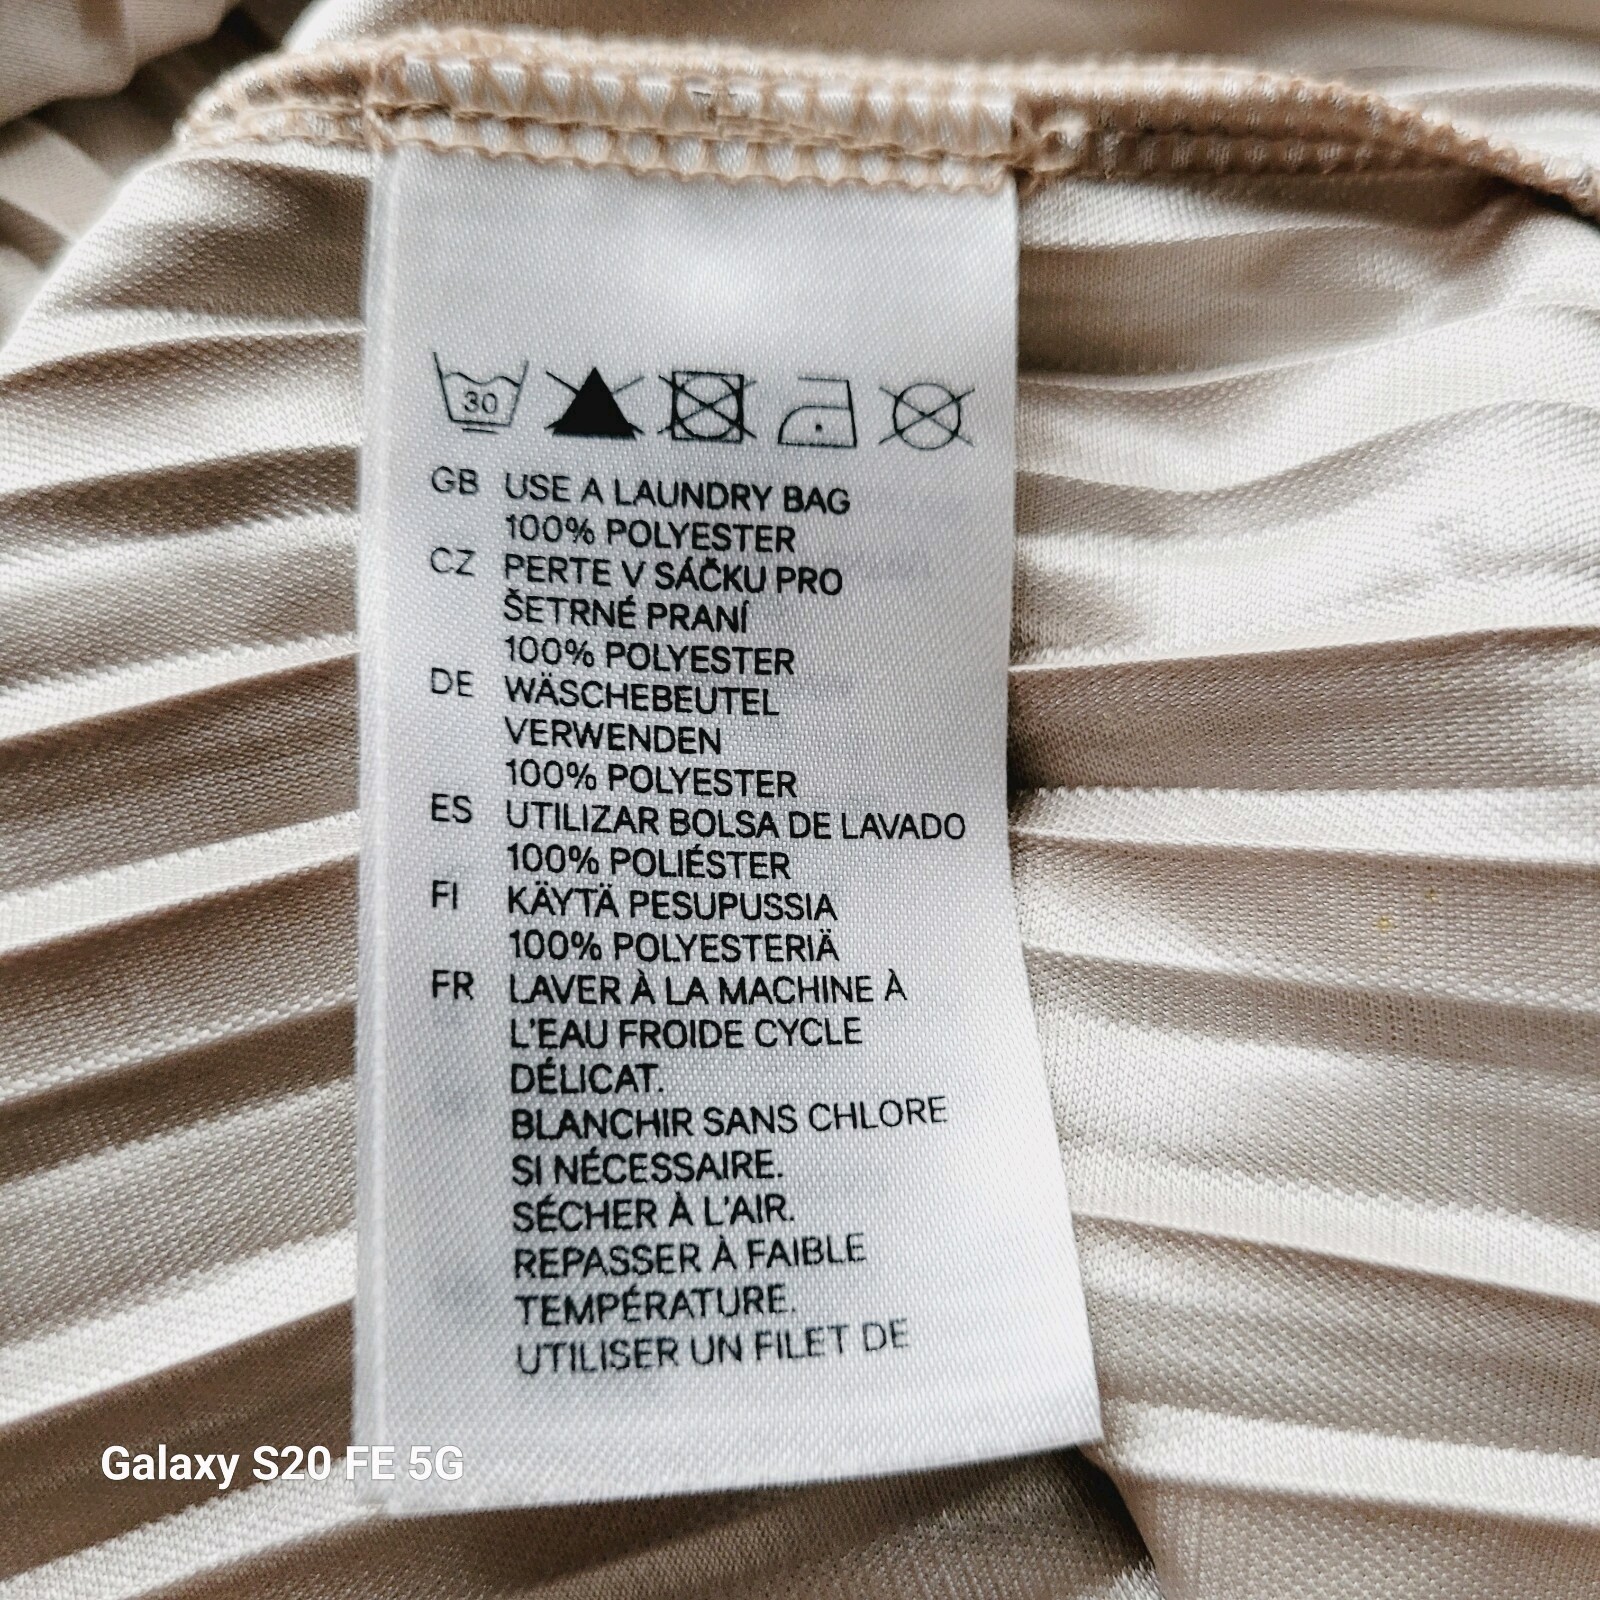 30
GB USE A LAUNDRY BAG
100% POLYESTER
CZ PERTE V SÁČKU PRO
ŠETRNÉ PRANÍ
100% POLYESTER
DE WÄSCHEBEUTEL
VERWENDEN
100% POLYESTER
ES UTILIZAR BOLSA DE LAVADO
100% POLIÉSTER
FI KÄYTÄ PESUPUSSIA
100% POLYESTERIÄ
FR LAVER À LA MACHINE À
L'EAU FROIDE CYCLE
DÉLICAT.
BLANCHIR SANS CHLORE
SI NÉCESSAIRE.
SÉCHER À L'AIR.
REPASSER À FAIBLE
TEMPÉRATURE.
UTILISER UN FILET DE
Galaxy S20 FE 5G